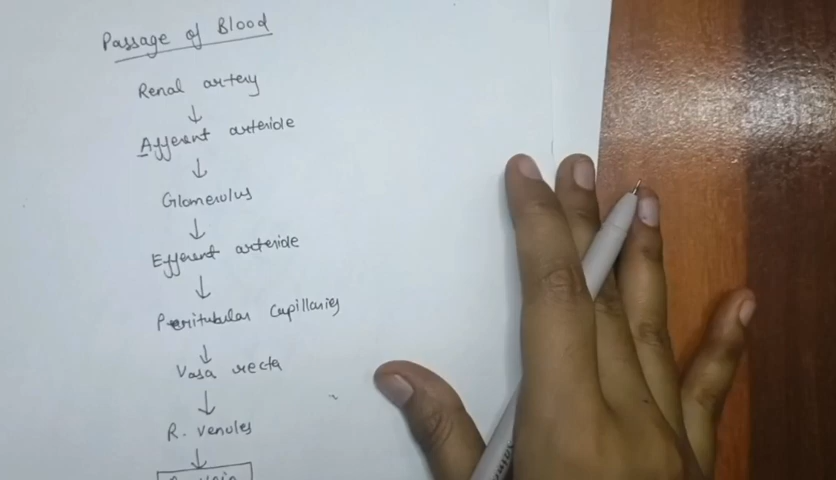 Passage of Blood
Renal artery
↓
Afferent arteriole
↓
Glomerulus
↓
Efferent arteriole
↓
Peritubular Capillaries
↓
Vasa recta
↓
R. Venules
↓